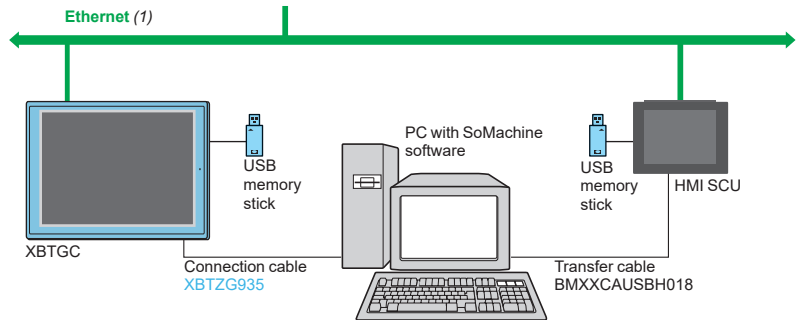 Ethernet (1)
PC with SoMachine
software
USB
memory
stick
USB
memory
stick
HMI SCU
XBTGC
Connection cable
XBTZG935
Transfer cable
BMXXCAUSBH018